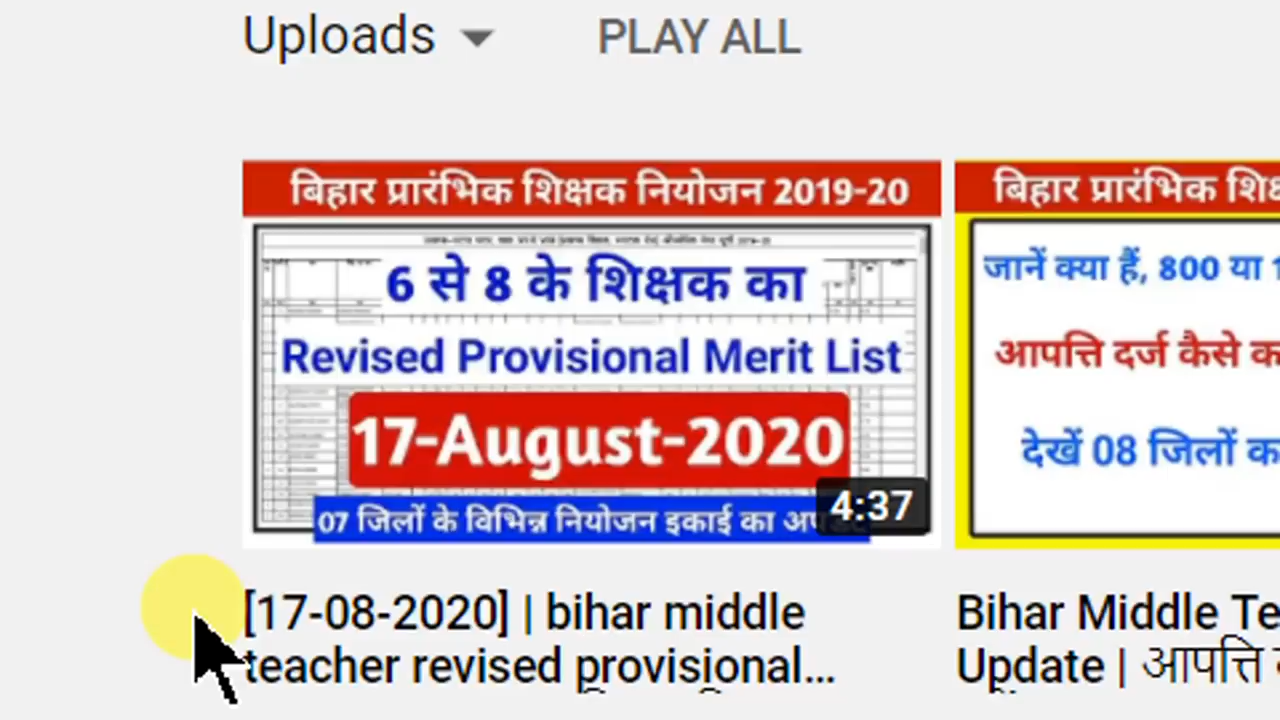 Uploads PLAY ALL
बिहार प्रारंभिक शिक्षक नियोजन 2019-20
6 से 8 के शिक्षक का
Revised Provisional Merit List
17-August-2020
07 जिलों के विभिन्न नियोजन इकाई का
4:37
[17-08-2020] | bihar middle
teacher revised provisional...
बिहार प्रारंभिक
जानें क्या हैं, 800 या
आपत्ति दर्ज कैसे
देखें 08 जिलों
Bihar Middle
Update | आपत्ति